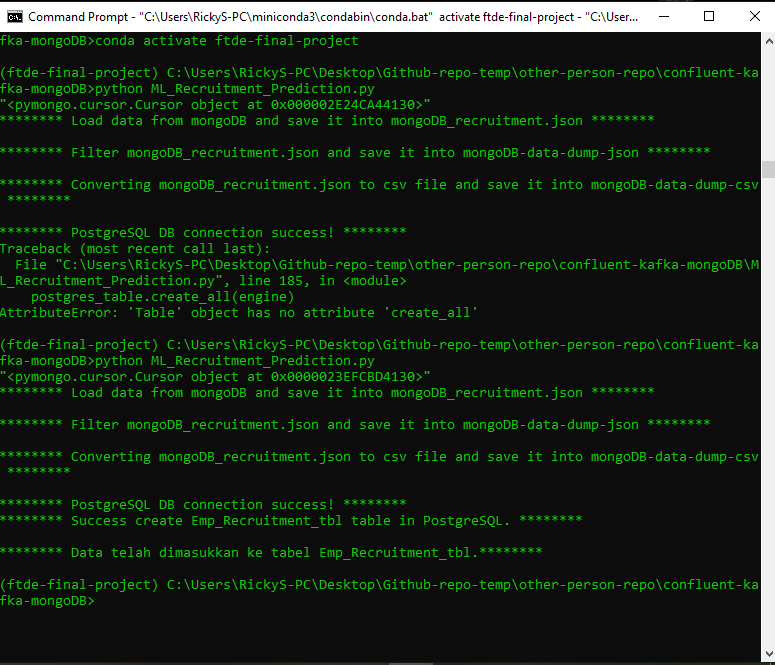 Command Prompt - "C:\Users\RickyS-PC\miniconda3\condabin\conda.bat" activate ftde-final-project - "C:\User...
fka-mongoDB>conda activate ftde-final-project
(ftde-final-project) C:\Users\RickyS-PC\Desktop\Github-repo-temp\other-person-repo\confluent-ka
fka-mongoDB>python ML_Recruitment_Prediction.py
"<pymongo.cursor.Cursor object at 0x000002E24CA44130>"
******** Load data from mongoDB and save it into mongoDB_recruitment.json ********
******** Filter mongoDB_recruitment.json and save it into mongoDB-data-dump-json ********
******** Converting mongoDB_recruitment.json to csv file and save it into mongoDB-data-dump-csv
 ********
******** PostgreSQL DB connection success! ********
Traceback (most recent call last):
  File "C:\Users\RickyS-PC\Desktop\Github-repo-temp\other-person-repo\confluent-kafka-mongoDB\M
L_Recruitment_Prediction.py", line 185, in <module>
    postgres_table.create_all(engine)
AttributeError: 'Table' object has no attribute 'create_all'
(ftde-final-project) C:\Users\RickyS-PC\Desktop\Github-repo-temp\other-person-repo\confluent-ka
fka-mongoDB>python ML_Recruitment_Prediction.py
"<pymongo.cursor.Cursor object at 0x0000023EFCBD4130>"
******** Load data from mongoDB and save it into mongoDB_recruitment.json ********
******** Filter mongoDB_recruitment.json and save it into mongoDB-data-dump-json ********
******** Converting mongoDB_recruitment.json to csv file and save it into mongoDB-data-dump-csv
 ********
******** PostgreSQL DB connection success! ********
******** Success create Emp_Recruitment_tbl table in PostgreSQL. ********
******** Data telah dimasukkan ke tabel Emp_Recruitment_tbl.********
(ftde-final-project) C:\Users\RickyS-PC\Desktop\Github-repo-temp\other-person-repo\confluent-ka
fka-mongoDB>